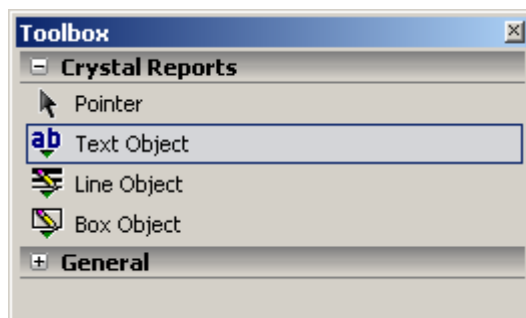 Toolbox
Crystal Reports
Pointer
ab Text Object
Line Object
Box Object
General